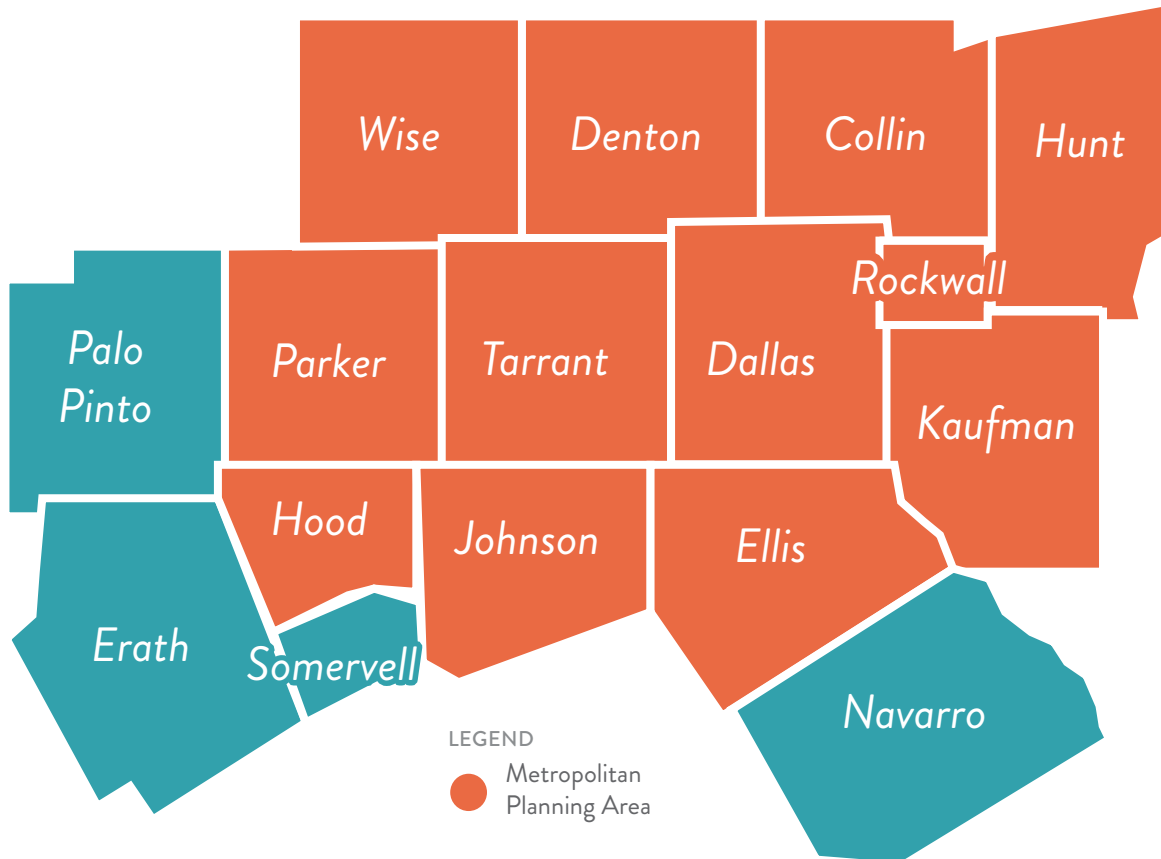 Wise
Denton
Collin
Hunt
Rockwall
Palo
Pinto
Parker
Tarrant
Dallas
Kaufman
Hood
Johnson
Ellis
Erath
Somervell
Navarro
LEGEND
Metropolitan
Planning Area